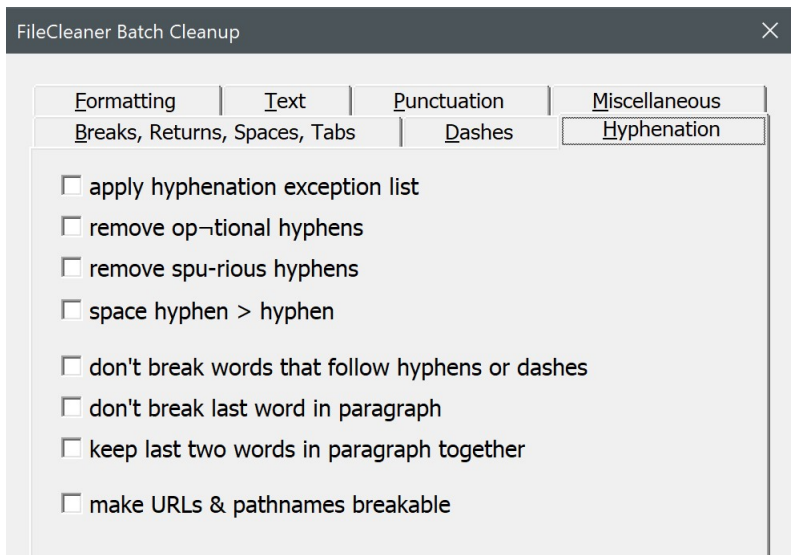 FileCleaner Batch Cleanup
Formatting Text Punctuation Miscellaneous
Breaks, Returns, Spaces, Tabs Dashes Hyphenation
apply hyphenation exception list
remove op¬tional hyphens
remove spu-rious hyphens
space hyphen > hyphen
don't break words that follow hyphens or dashes
don't break last word in paragraph
keep last two words in paragraph together
make URLs & pathnames breakable